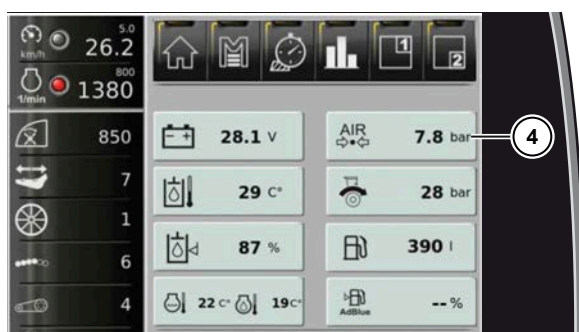 5.0
km/h 26.2
800
1/min 1380
M 1 2
850
7
1
6
4
28.1 V
AIR 7.8 bar
4
29 C°
28 bar
87 %
390 l
22 C° 19 C°
AdBlue --%